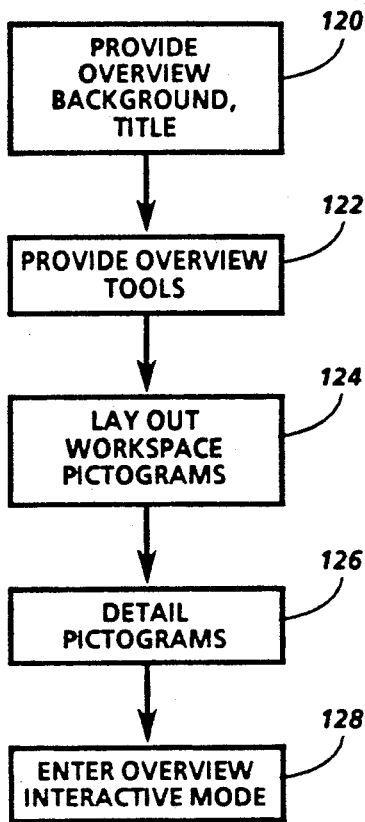 120
PROVIDE
OVERVIEW
BACKGROUND,
TITLE
122
PROVIDE OVERVIEW
TOOLS
124
LAY OUT
WORKSPACE
PICTOGRAMS
126
DETAIL
PICTOGRAMS
128
ENTER OVERVIEW
INTERACTIVE MODE